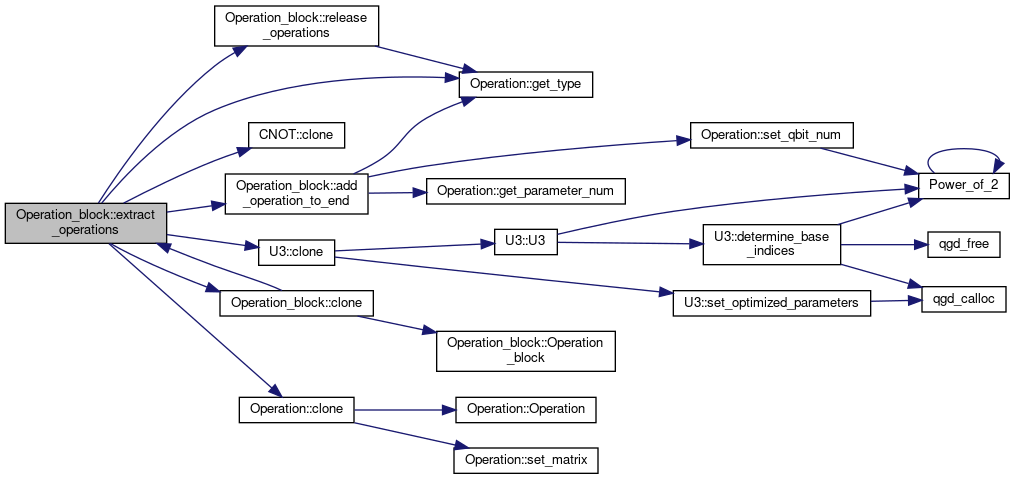 Operation_block::extract
_operations
Operation_block::release
_operations
Operation::get_type
CNOT::clone
Operation_block::add
_operation_to_end
Operation::set_qbit_num
Operation::get_parameter_num
Power_of_2
U3::clone
U3::U3
U3::determine_base
_indices
qgd_free
Operation_block::clone
U3::set_optimized_parameters
qgd_calloc
Operation_block::Operation
_block
Operation::clone
Operation::Operation
Operation::set_matrix